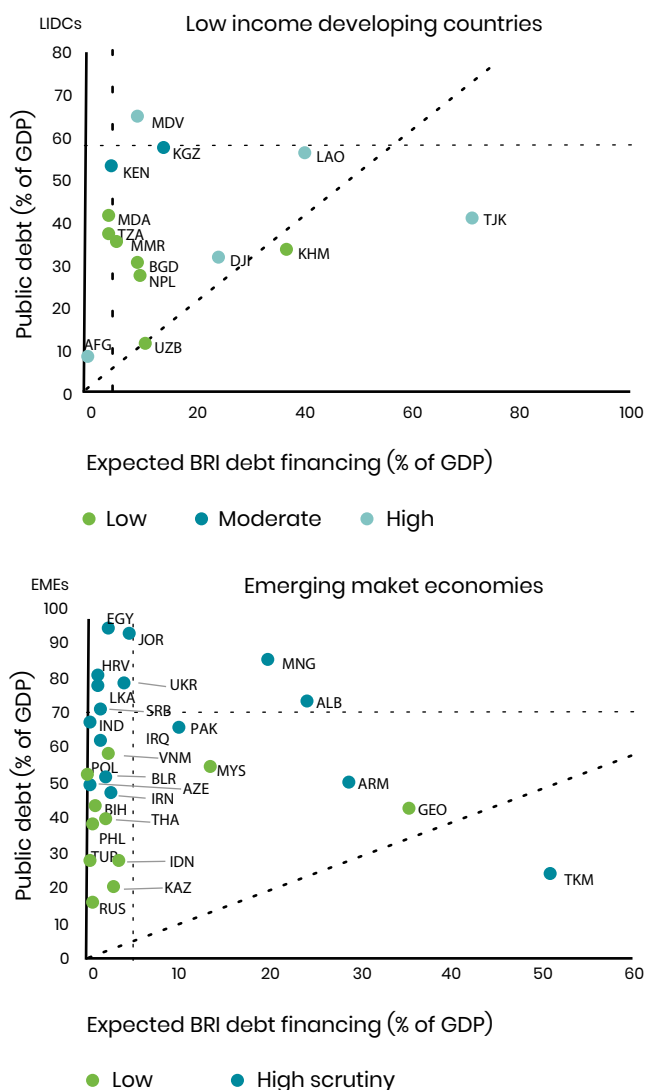 LIDCs
Low income developing countries
Public debt (% of GDP)
80
70
60
50
40
30
20
10
0
MDV
KGZ
LAO
KEN
MDA
TJK
TZA
MMR
DJI
KHM
BGD
NPL
AFG
UZB
0 20 40 60 80 100
Expected BRI debt financing (% of GDP)
Low Moderate High
EMEs
Emerging maket economies
Public debt (% of GDP)
100
90
80
70
60
50
40
30
20
10
0
EGY
JOR
HRV
MNG
UKR
LKA
ALB
SRB
IND
PAK
IRQ
VNM
POL
MYS
BLR
ARM
AZE
IRN
BIH
GEO
THA
PHL
TUR
IDN
TKM
KAZ
RUS
0 10 20 30 40 50 60
Expected BRI debt financing (% of GDP)
Low High scrutiny